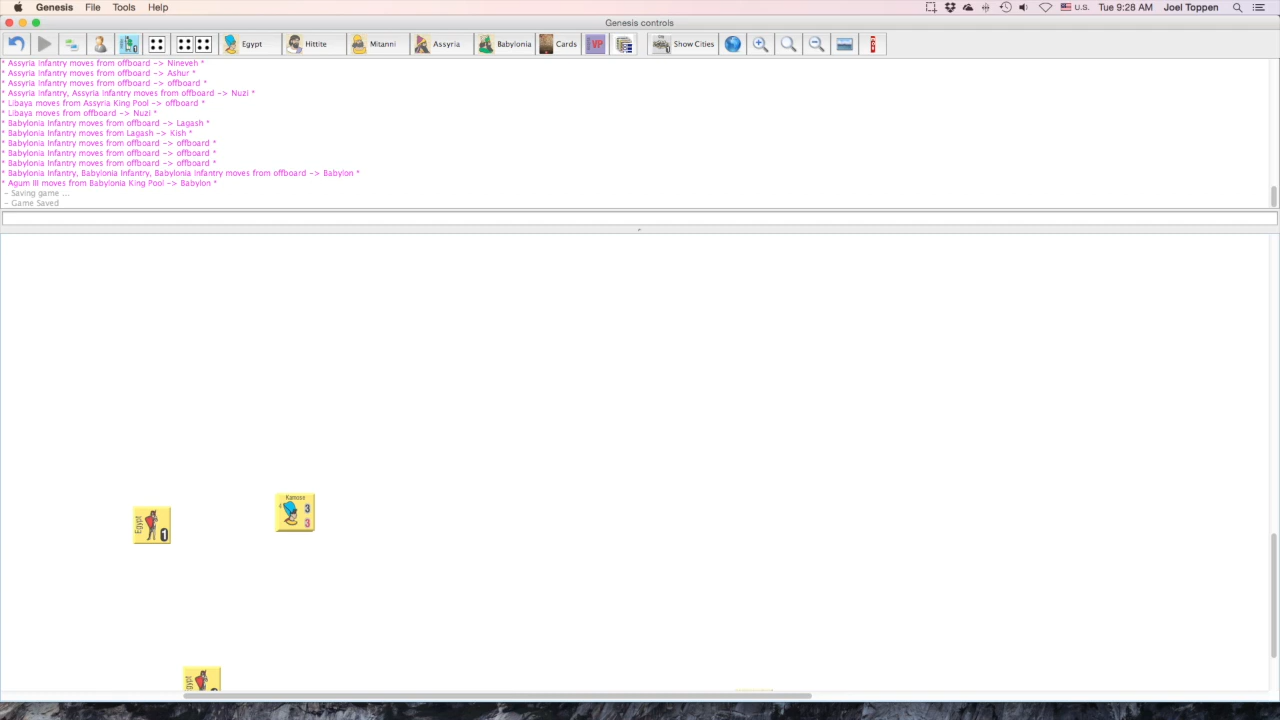 Genesis File Tools Help U.S. Tue 9:28 AM Joel Toppen
Genesis controls
Egypt Hittite Mitanni Assyria Babylonia Cards VP Show Cities
* Assyria Infantry moves from offboard -> Nineveh *
* Assyria Infantry moves from offboard -> Ashur *
* Assyria Infantry moves from offboard -> offboard *
* Assyria Infantry, Assyria Infantry moves from offboard -> Nuzi *
* Libaya moves from Assyria King Pool -> offboard *
* Libaya moves from offboard -> Nuzi *
* Babylonia Infantry moves from offboard -> Lagash *
* Babylonia Infantry moves from Lagash -> Kish *
* Babylonia Infantry moves from offboard -> offboard *
* Babylonia Infantry moves from offboard -> offboard *
* Babylonia Infantry moves from offboard -> offboard *
* Babylonia Infantry, Babylonia Infantry, Babylonia Infantry moves from offboard -> Babylon *
* Agum III moves from Babylonia King Pool -> Babylon *
- Saving game ...
- Game Saved
Kamose
4 3
3
Egypt 1
Egypt